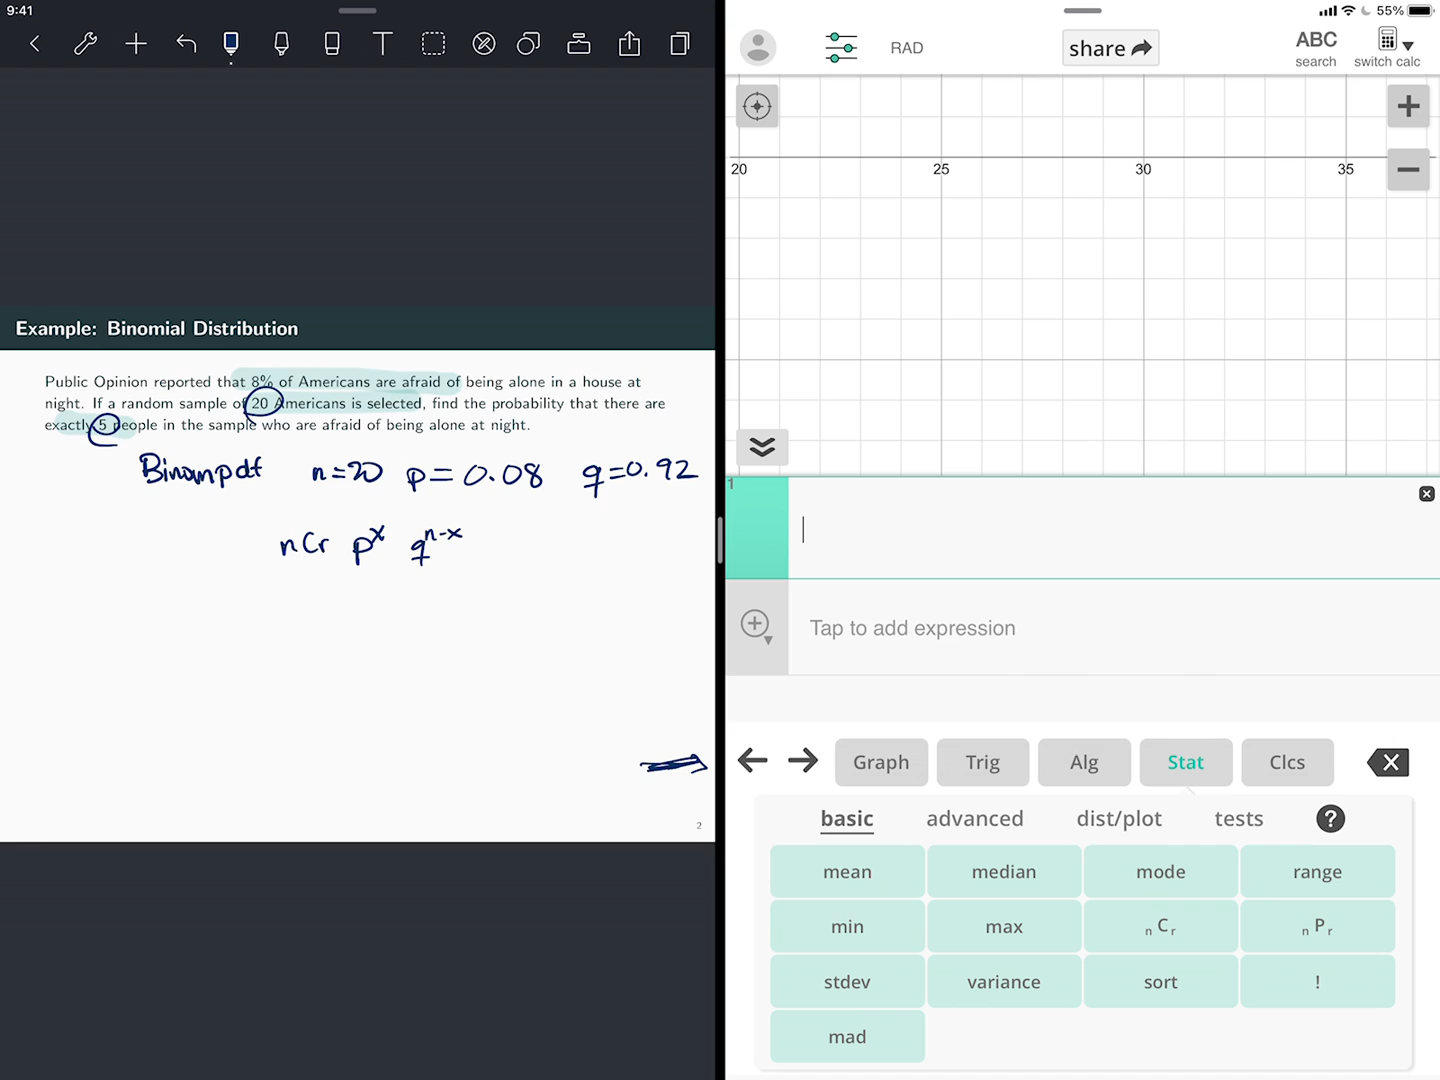 9:41
55%
RAD
share
ABC
search
switch calc
20 25 30 35
Example: Binomial Distribution
Public Opinion reported that 8% of Americans are afraid of being alone in a house at
night. If a random sample of 20 Americans is selected, find the probability that there are
exactly 5 people in the sample who are afraid of being alone at night.
Binompdf n=20 p=0.08 q=0.92
nCr p^x q^n-x
2
1
Tap to add expression
Graph Trig Alg Stat Clcs
basic advanced dist/plot tests ?
mean median mode range
min max nCr nPr
stdev variance sort !
mad